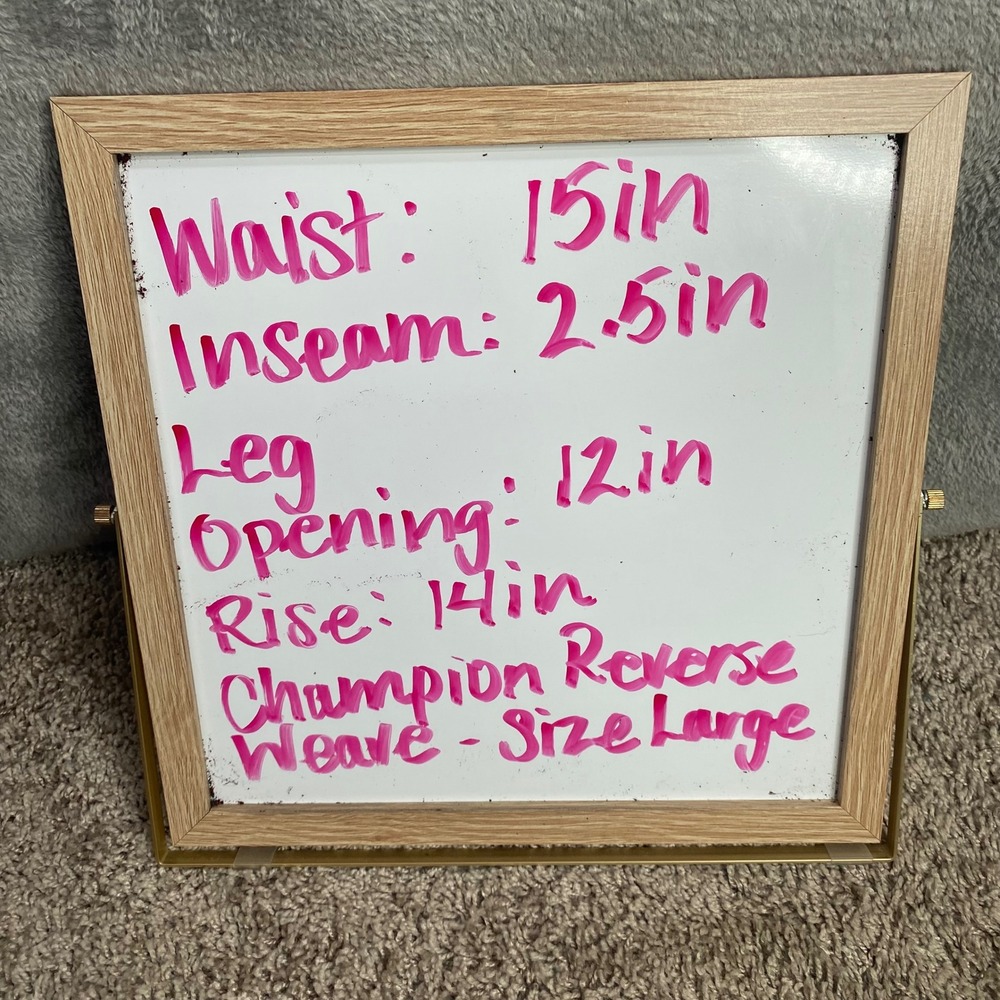 Waist: 15in
Inseam: 2.5in
Leg
Opening: 12in
Rise: 14in
Champion Reverse
Weave - Size Large